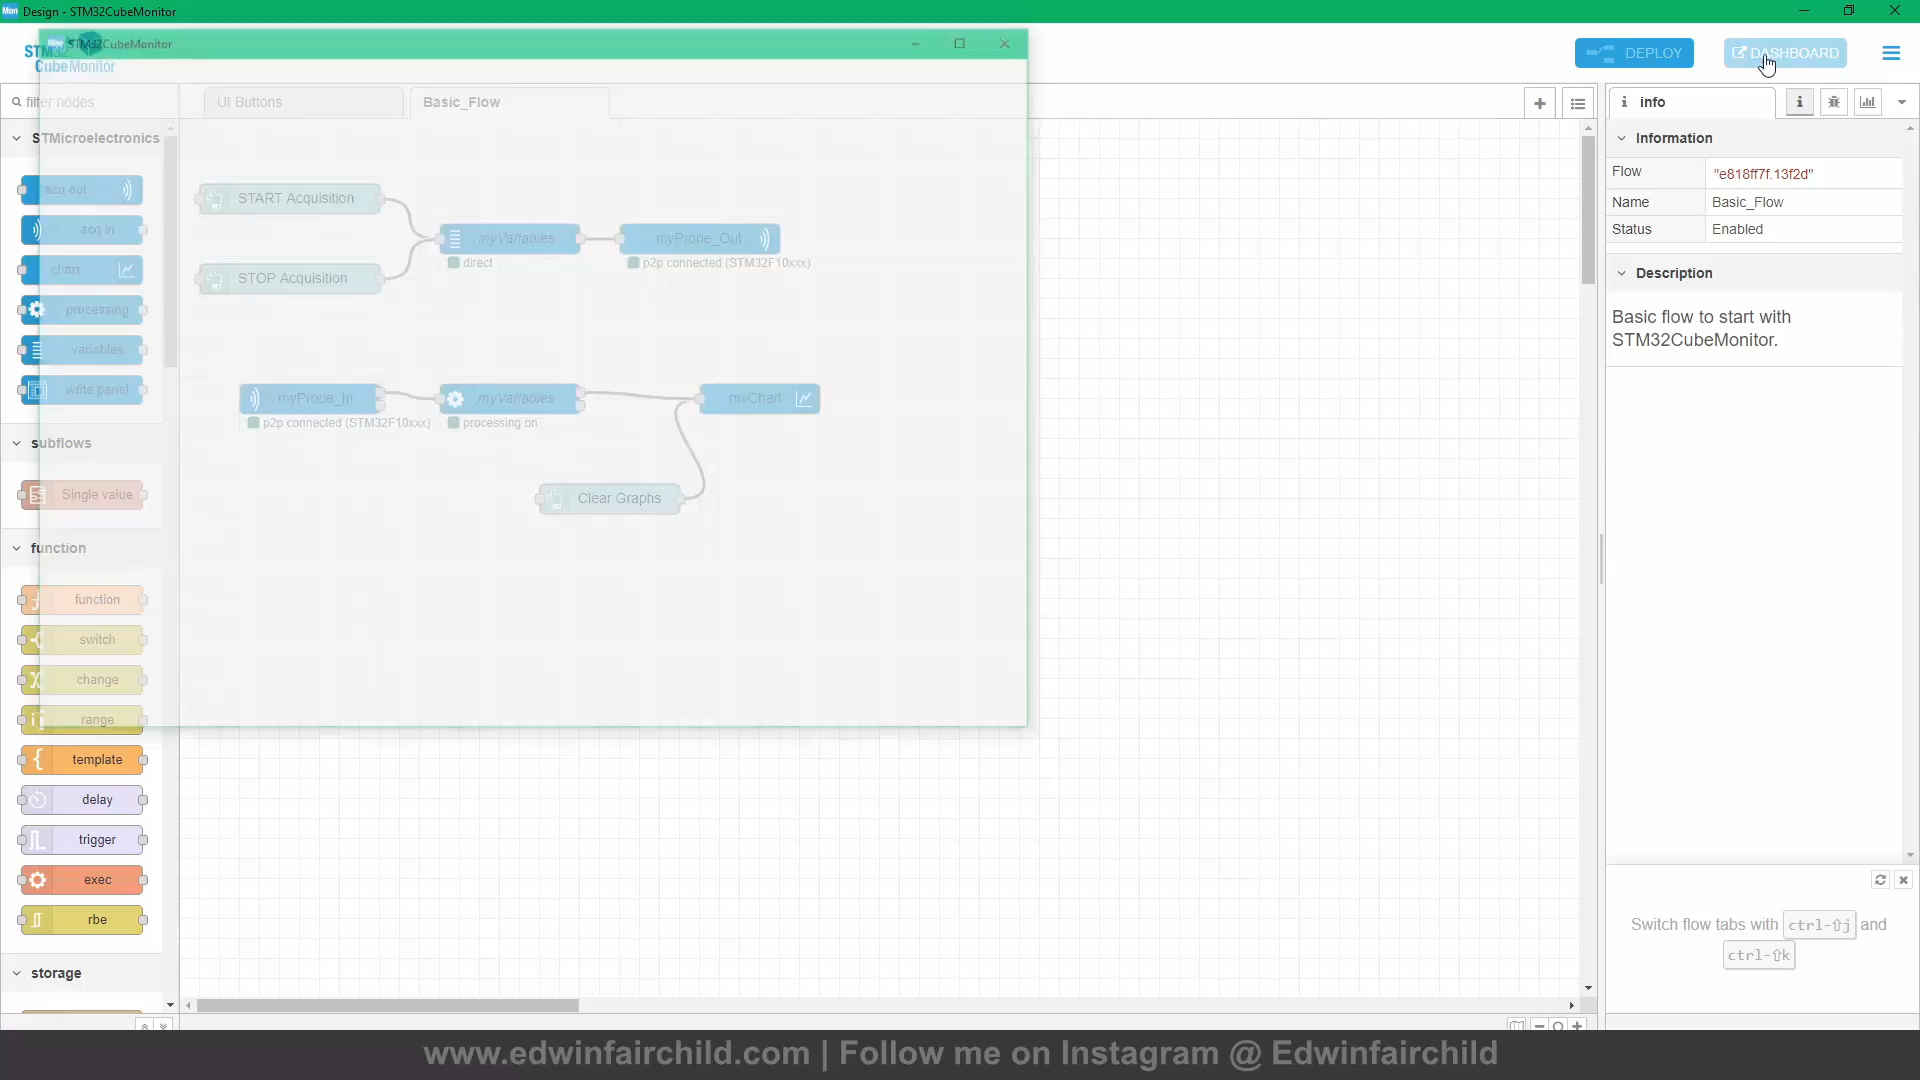 Mon Design - STM32CubeMonitor
STM32CubeMonitor
STM32
CubeMonitor
DEPLOY
DASHBOARD
filter nodes
UI Buttons
Basic_Flow
info
STMicroelectronics
acq out
acq in
chart
processing
variables
write panel
subflows
Single value
function
function
switch
change
range
template
delay
trigger
exec
rbe
storage
START Acquisition
STOP Acquisition
myVariables
direct
myProbe_Out
p2p connected (STM32F10xxx)
myProbe_In
p2p connected (STM32F10xxx)
myVariables
processing on
myChart
Clear Graphs
Information
Flow "e818ff7f.13f2d"
Name Basic_Flow
Status Enabled
Description
Basic flow to start with
STM32CubeMonitor.
Switch flow tabs with ctrl-⇧j and
ctrl-⇧k
www.edwinfairchild.com | Follow me on Instagram @ Edwinfairchild